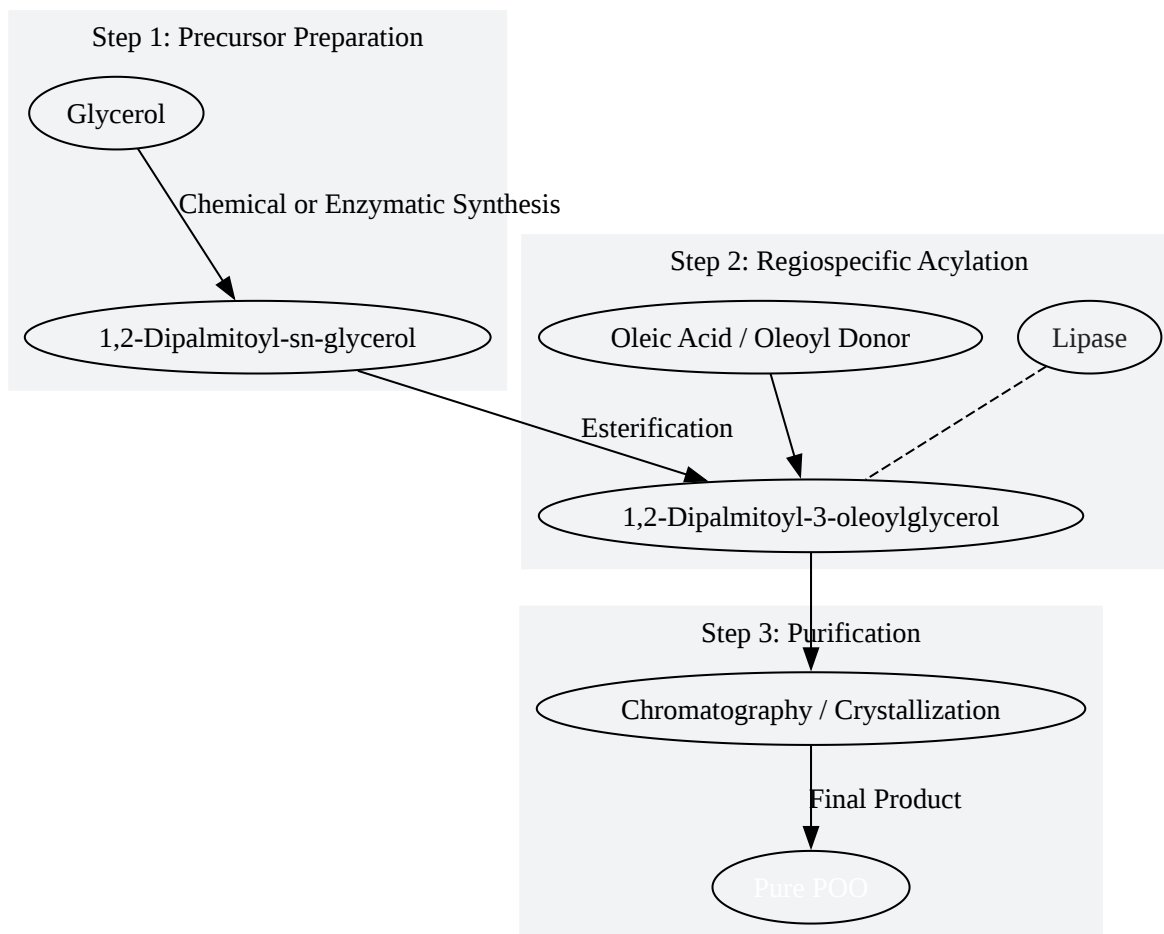 Step 1: Precursor Preparation
Glycerol
Chemical or Enzymatic Synthesis
1,2-Dipalmitoyl-sn-glycerol
Step 2: Regiospecific Acylation
Oleic Acid / Oleoyl Donor
Lipase
Esterification
1,2-Dipalmitoyl-3-oleoylglycerol
Step 3: Purification
Chromatography / Crystallization
Final Product
Pure POO